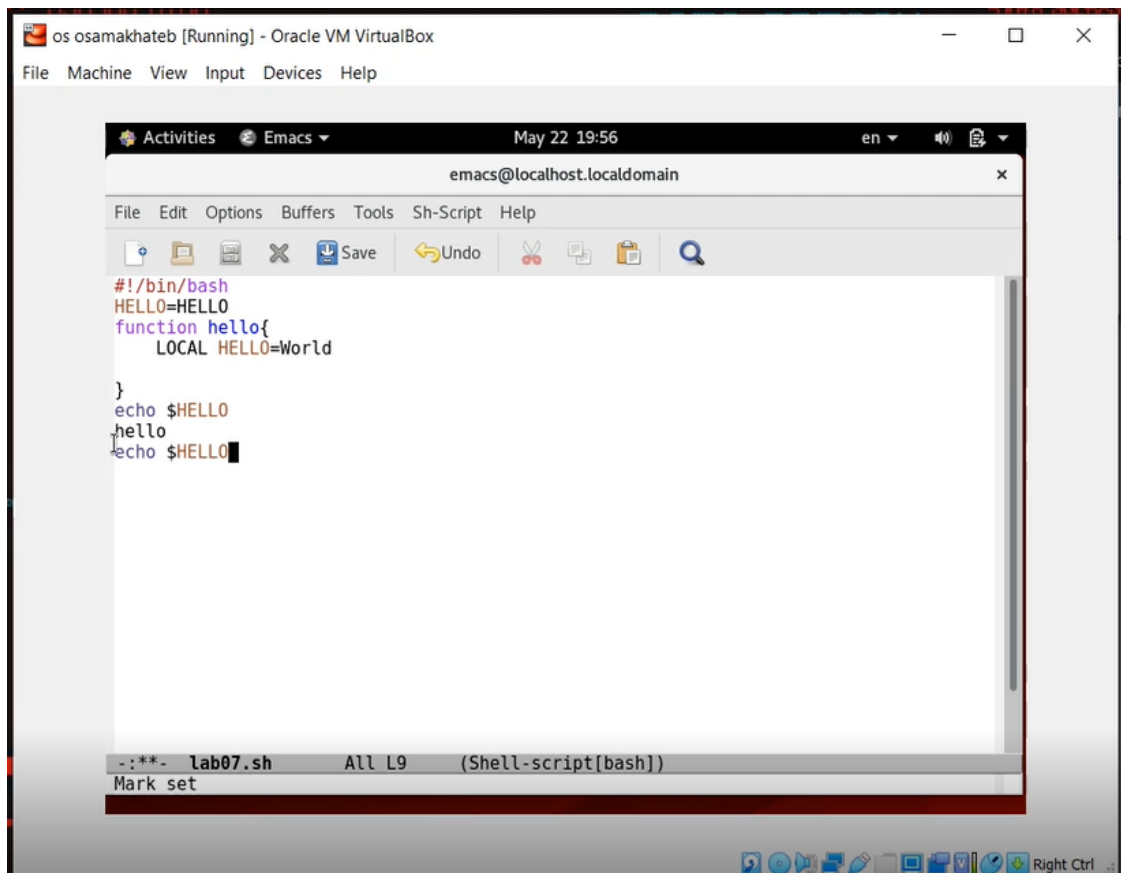 os osamakhateb [Running] - Oracle VM VirtualBox
File Machine View Input Devices Help
Activities Emacs May 22 19:56 en
emacs@localhost.localdomain
File Edit Options Buffers Tools Sh-Script Help
Save Undo
#!/bin/bash
HELLO=HELLO
function hello{
LOCAL HELLO=World
}
echo $HELLO
hello
echo $HELLO
-:**- lab07.sh All L9 (Shell-script[bash])
Mark set
Right Ctrl